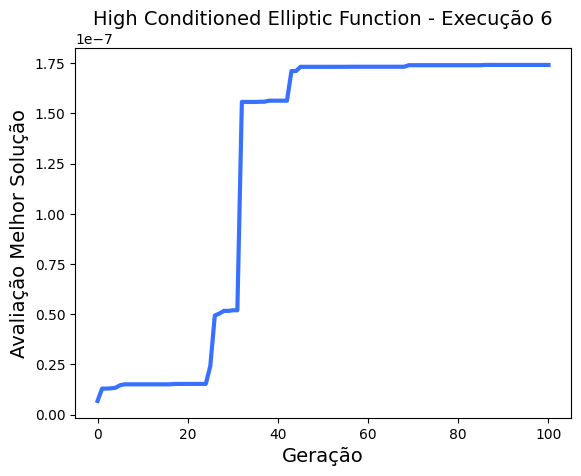 High Conditioned Elliptic Function - Execução 6
1e−7
Avaliação Melhor Solução
1.75
1.50
1.25
1.00
0.75
0.50
0.25
0.00
0 20 40 60 80 100
Geração